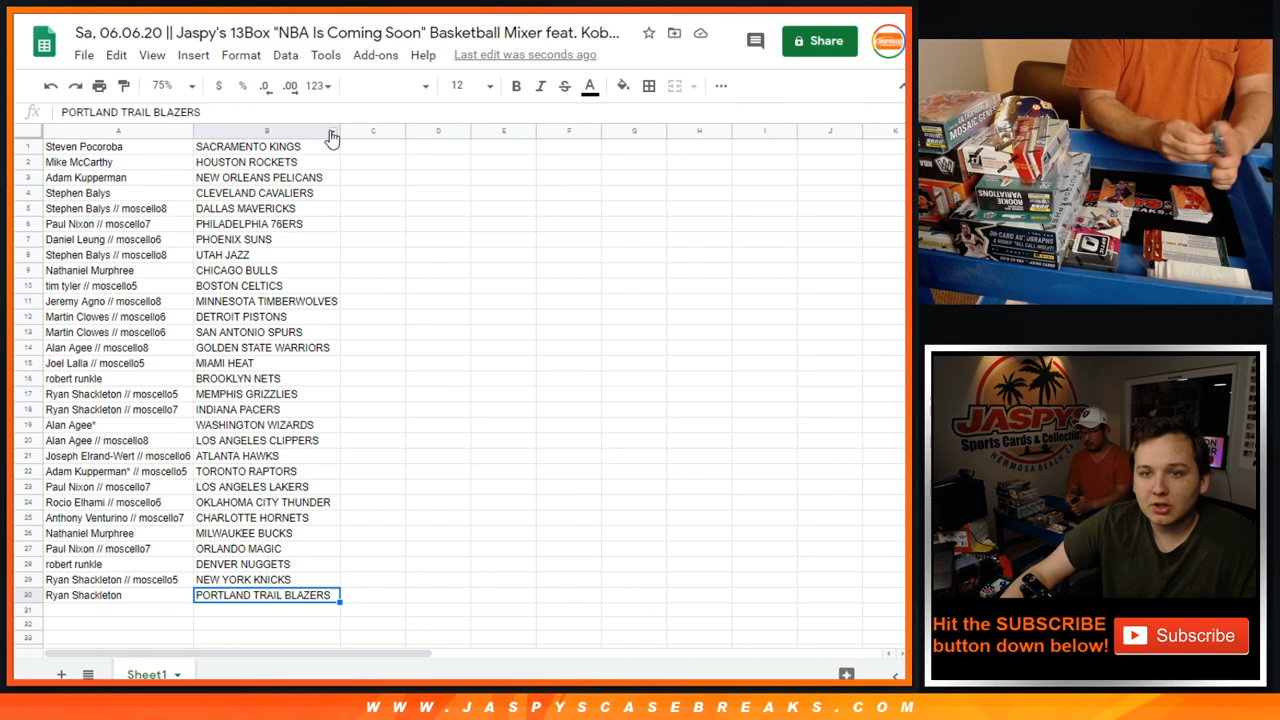 Sa, 06.06.20 || Jaspy's 13Box "NBA Is Coming Soon" Basketball Mixer feat. Kob...
File Edit View Insert Format Data Tools Add-ons Help Last edit was seconds ago
Share
75% $ % .0 .00 123 12 B I S A
fx PORTLAND TRAIL BLAZERS
A B C D E F G H I J K
1 Steven Pocoroba SACRAMENTO KINGS
2 Mike McCarthy HOUSTON ROCKETS
3 Adam Kupperman NEW ORLEANS PELICANS
4 Stephen Balys CLEVELAND CAVALIERS
5 Stephen Balys // moscello8 DALLAS MAVERICKS
6 Paul Nixon // moscello7 PHILADELPHIA 76ERS
7 Daniel Leung // moscello6 PHOENIX SUNS
8 Stephen Balys // moscello8 UTAH JAZZ
9 Nathaniel Murphree CHICAGO BULLS
10 tim tyler // moscello5 BOSTON CELTICS
11 Jeremy Agno // moscello8 MINNESOTA TIMBERWOLVES
12 Martin Clowes // moscello6 DETROIT PISTONS
13 Martin Clowes // moscello6 SAN ANTONIO SPURS
14 Alan Agee // moscello8 GOLDEN STATE WARRIORS
15 Joel Lalla // moscello5 MIAMI HEAT
16 robert runkle BROOKLYN NETS
17 Ryan Shackleton // moscello5 MEMPHIS GRIZZLIES
18 Ryan Shackleton // moscello7 INDIANA PACERS
19 Alan Agee* WASHINGTON WIZARDS
20 Alan Agee // moscello8 LOS ANGELES CLIPPERS
21 Joseph Elrand-Wert // moscello6 ATLANTA HAWKS
22 Adam Kupperman* // moscello5 TORONTO RAPTORS
23 Paul Nixon // moscello7 LOS ANGELES LAKERS
24 Rocio Elhami // moscello6 OKLAHOMA CITY THUNDER
25 Anthony Venturino // moscello7 CHARLOTTE HORNETS
26 Nathaniel Murphree MILWAUKEE BUCKS
27 Paul Nixon // moscello7 ORLANDO MAGIC
28 robert runkle DENVER NUGGETS
29 Ryan Shackleton // moscello5 NEW YORK KNICKS
30 Ryan Shackleton PORTLAND TRAIL BLAZERS
31
32
33
Sheet1
MOSAIC
ROOKIE
VARIATIONS
ON-CARD AUTOGRAPHS
OPTIC
JASPY'S
Sports Cards & Collectibles
HERMOSA BEACH
Hit the SUBSCRIBE
button down below!
Subscribe
WWW.JASPYSCASEBREAKS.COM